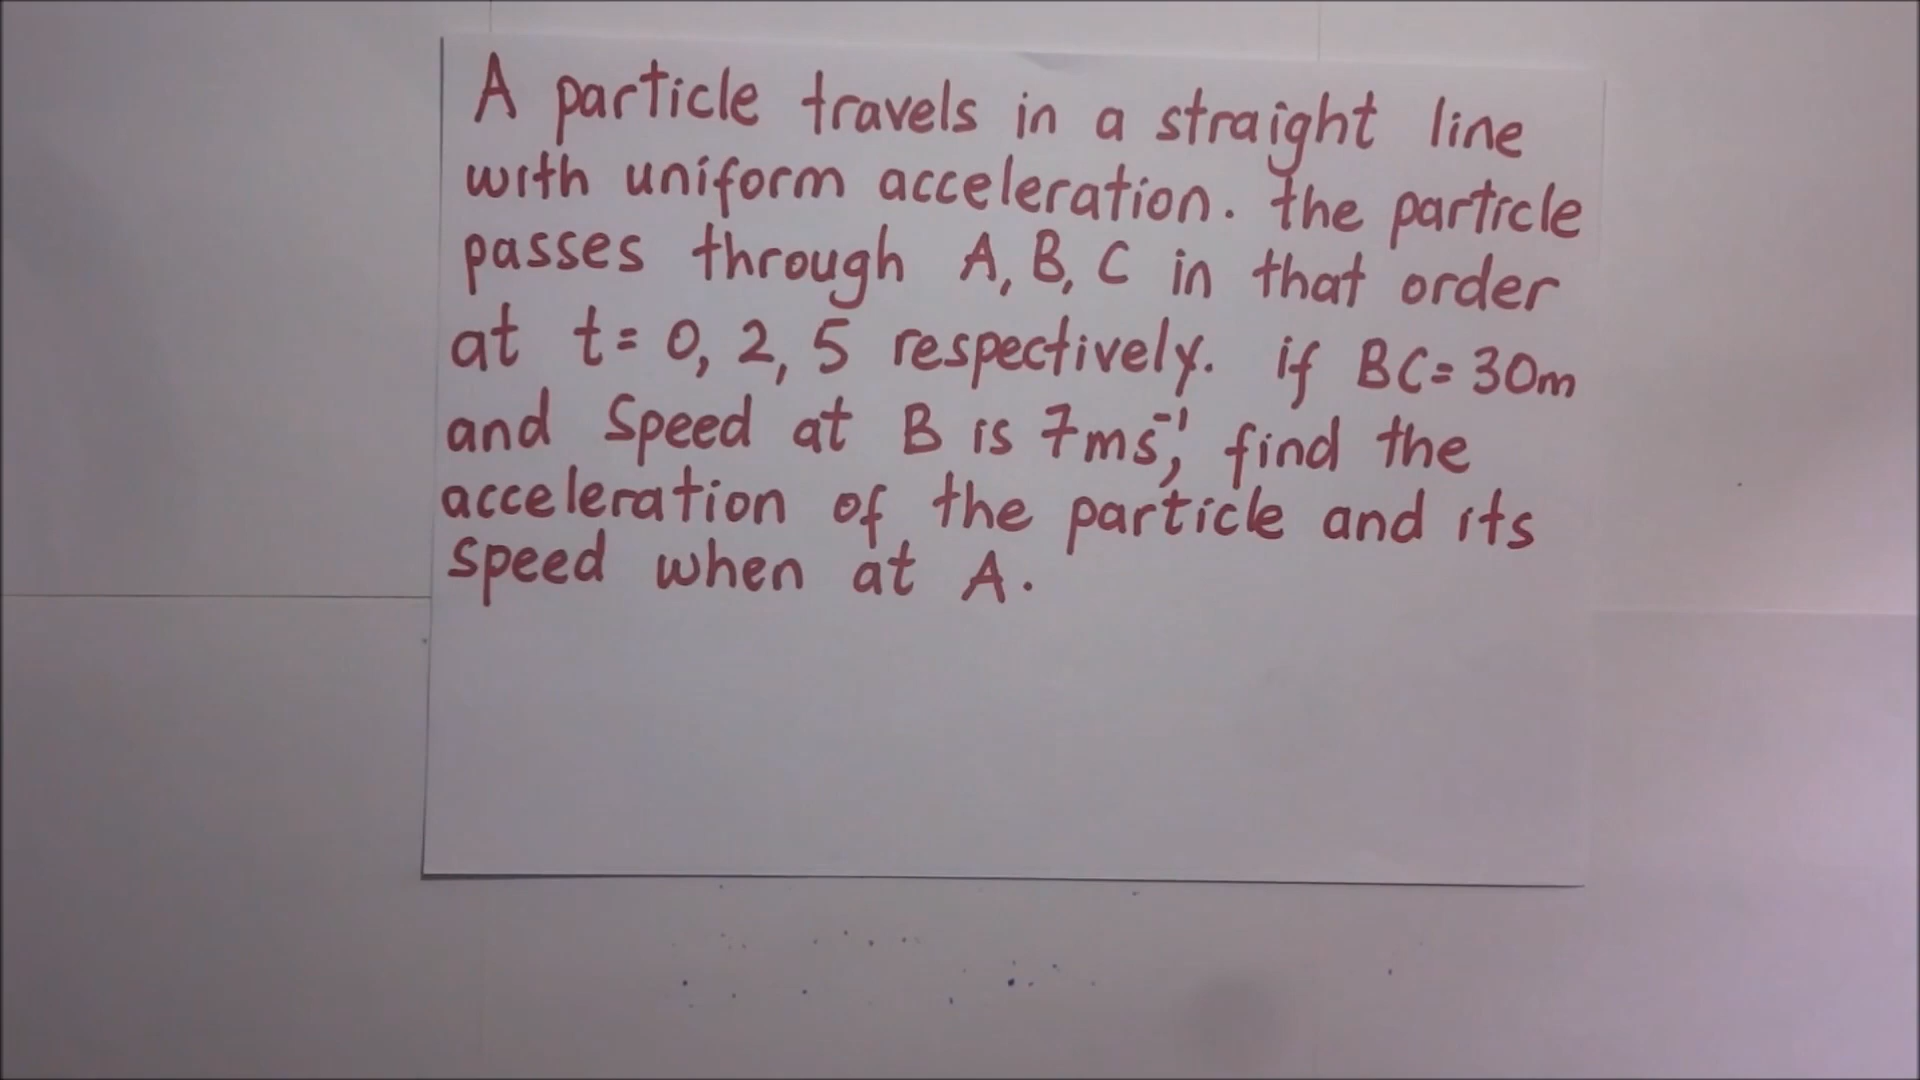 A particle travels in a straight line
with uniform acceleration. the particle
passes through A, B, C in that order
at t = 0, 2, 5 respectively. if BC = 30m
and Speed at B is 7ms⁻¹, find the
acceleration of the particle and its
speed when at A.